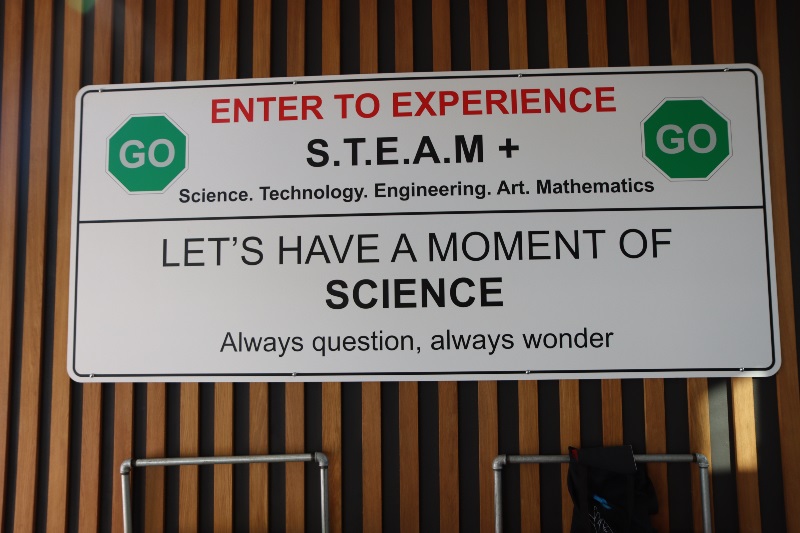 ENTER TO EXPERIENCE
GO
S.T.E.A.M +
GO
Science. Technology. Engineering. Art. Mathematics
LET'S HAVE A MOMENT OF
SCIENCE
Always question, always wonder